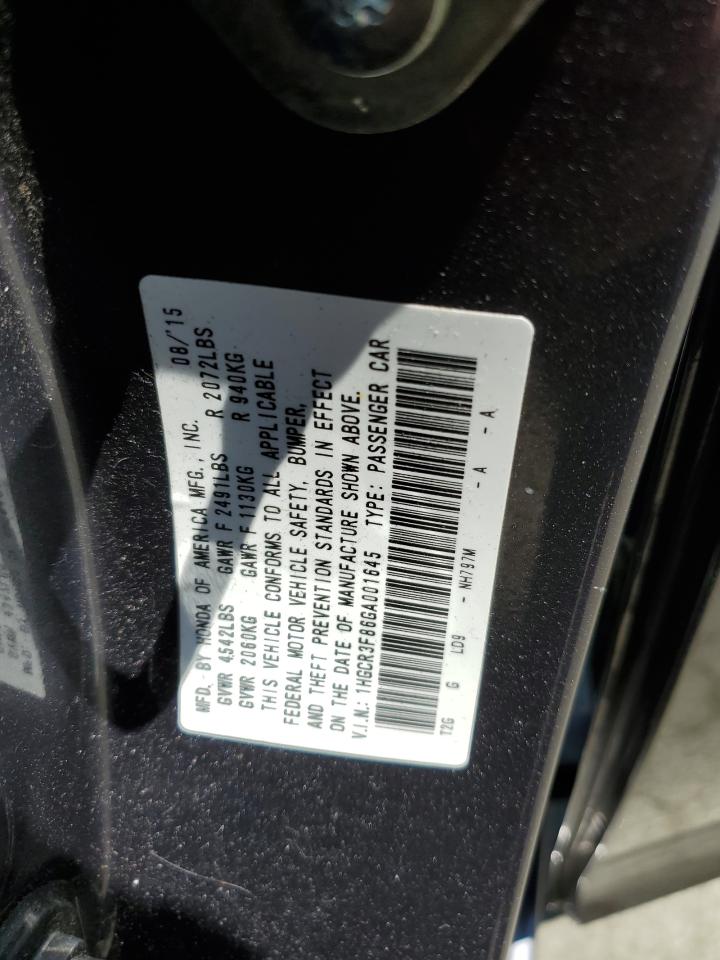 MFD. BY HONDA OF AMERICA MFG., INC. 08/'15
GVWR 4542LBS GAWR F 2491LBS R 2072LBS
GVWR 2060KG GAWR F 1130KG R 940KG
THIS VEHICLE CONFORMS TO ALL APPLICABLE
FEDERAL MOTOR VEHICLE SAFETY, BUMPER,
AND THEFT PREVENTION STANDARDS IN EFFECT
ON THE DATE OF MANUFACTURE SHOWN ABOVE.
V.I.N.: 1HGCR3F86GA001645 TYPE: PASSENGER CAR
T2G G LD9 - NH797M - A - A